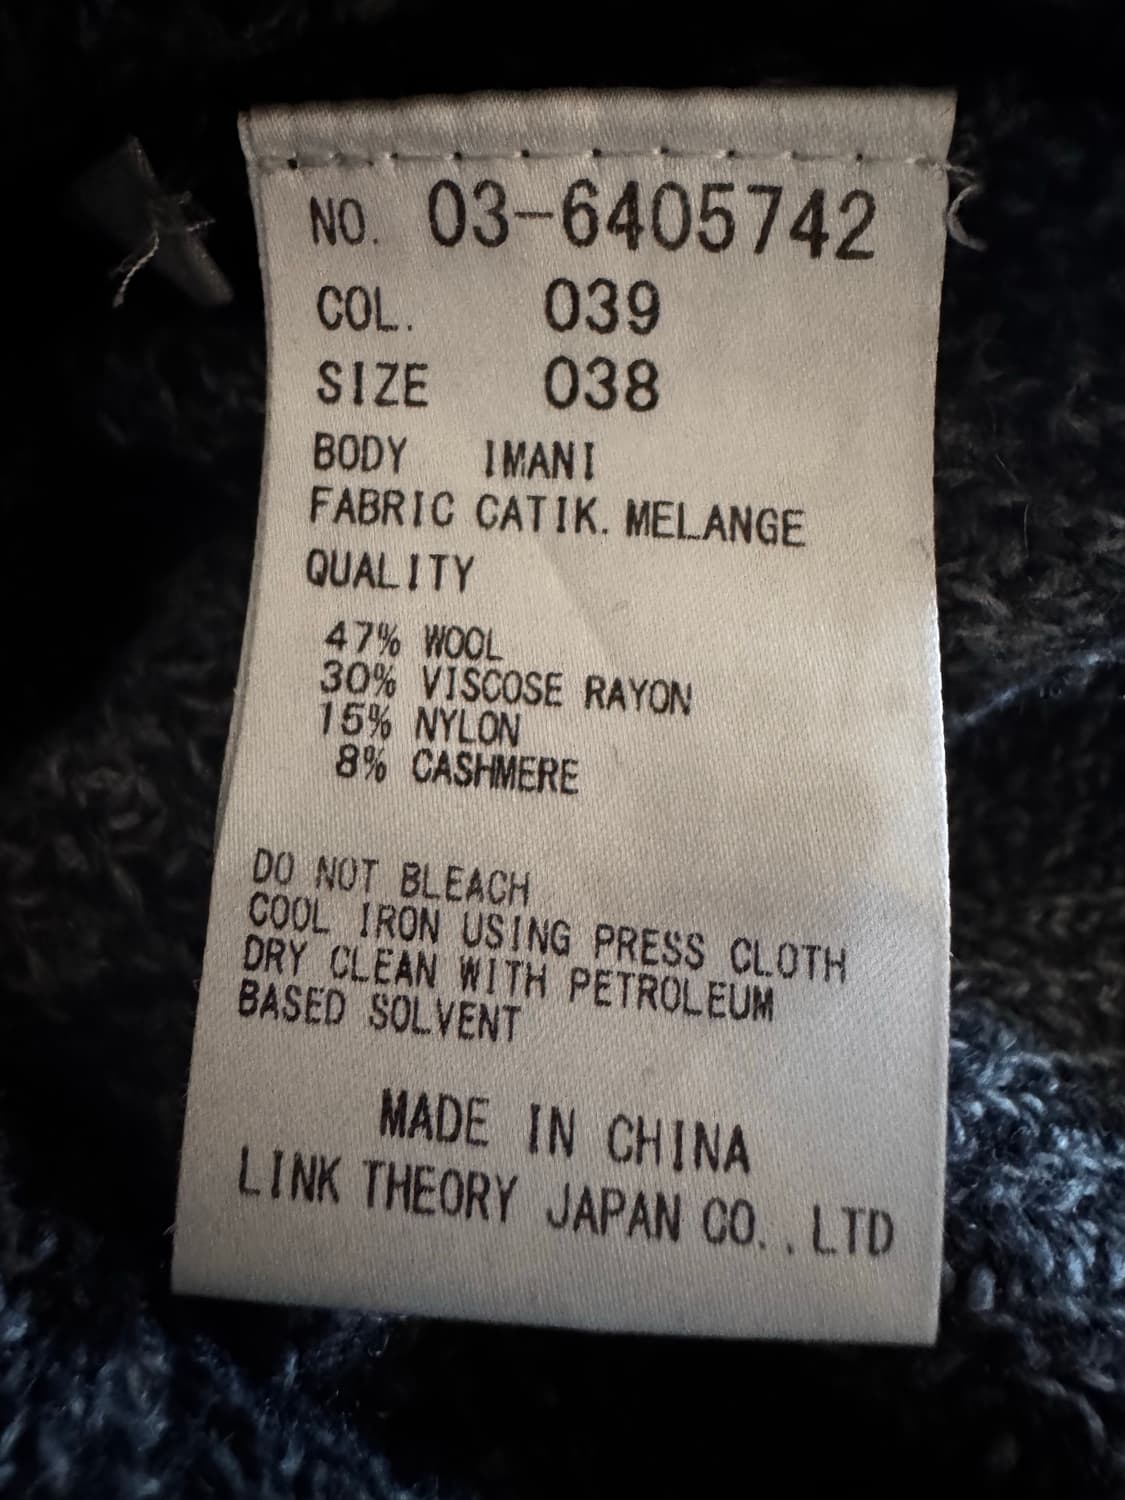 NO. 03-6405742
COL. 039
SIZE 038
BODY IMANI
FABRIC CATIK. MELANGE
QUALITY
47% WOOL
30% VISCOSE RAYON
15% NYLON
8% CASHMERE
DO NOT BLEACH
COOL IRON USING PRESS CLOTH
DRY CLEAN WITH PETROLEUM
BASED SOLVENT
MADE IN CHINA
LINK THEORY JAPAN CO., LTD